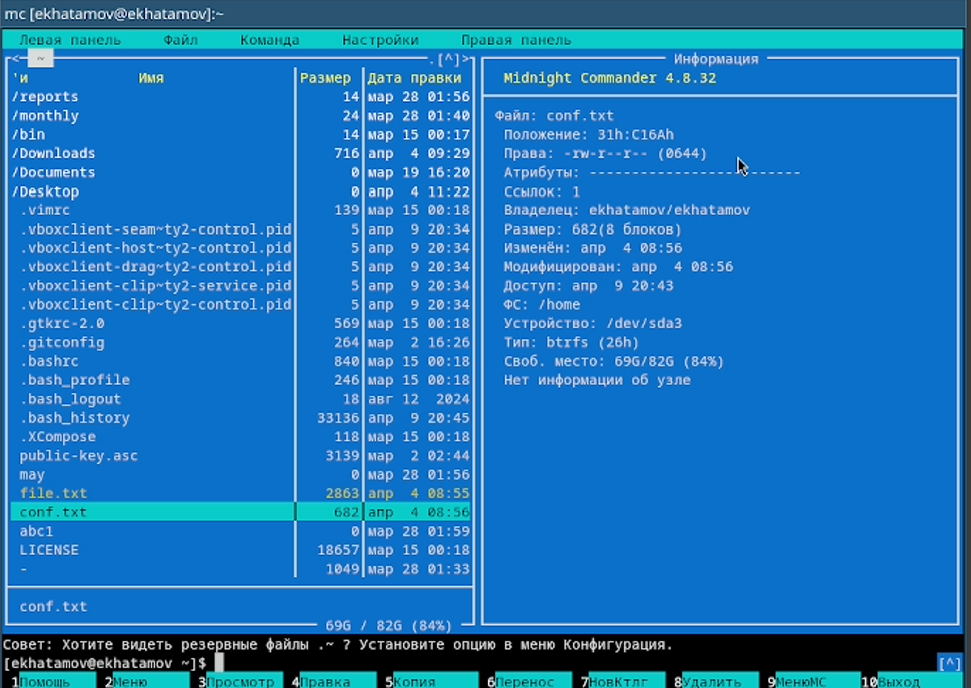 mc [ekhatamov@ekhatamov]:~
Левая панель Файл Команда Настройки Правая панель
<- ~ .[^]>
'и Имя Размер Дата правки
/reports 14 мар 28 01:56
/monthly 24 мар 28 01:40
/bin 14 мар 15 00:17
/Downloads 716 апр 4 09:29
/Documents 0 мар 19 16:20
/Desktop 0 апр 4 11:22
.vimrc 139 мар 15 00:18
.vboxclient-seam~ty2-control.pid 5 апр 9 20:34
.vboxclient-host~ty2-control.pid 5 апр 9 20:34
.vboxclient-drag~ty2-control.pid 5 апр 9 20:34
.vboxclient-clip~ty2-service.pid 5 апр 9 20:34
.vboxclient-clip~ty2-control.pid 5 апр 9 20:34
.gtkrc-2.0 569 мар 15 00:18
.gitconfig 264 мар 2 16:26
.bashrc 840 мар 15 00:18
.bash_profile 246 мар 15 00:18
.bash_logout 18 авг 12 2024
.bash_history 33136 апр 9 20:45
.XCompose 118 мар 15 00:18
public-key.asc 3139 мар 2 02:44
may 0 мар 28 01:56
file.txt 2863 апр 4 08:55
conf.txt 682 апр 4 08:56
abc1 0 мар 28 01:59
LICENSE 18657 мар 15 00:18
- 1049 мар 28 01:33
conf.txt
69G / 82G (84%)
Информация
Midnight Commander 4.8.32
Файл: conf.txt
Положение: 31h:C16Ah
Права: -rw-r--r-- (0644)
Атрибуты: -------------------------
Ссылок: 1
Владелец: ekhatamov/ekhatamov
Размер: 682(8 блоков)
Изменён: апр 4 08:56
Модифицирован: апр 4 08:56
Доступ: апр 9 20:43
ФС: /home
Устройство: /dev/sda3
Тип: btrfs (26h)
Своб. место: 69G/82G (84%)
Нет информации об узле
Совет: Хотите видеть резервные файлы .~ ? Установите опцию в меню Конфигурация.
[ekhatamov@ekhatamov ~]$ [^]
1Помощь 2Меню 3Просмотр 4Правка 5Копия 6Перенос 7НовКтлг 8Удалить 9МенюMC 10Выход